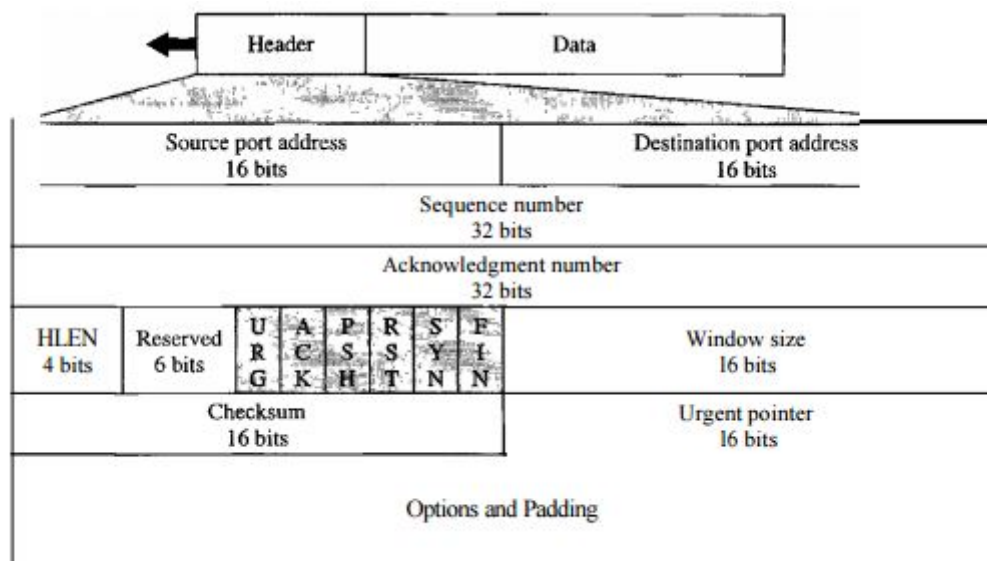 Header Data
Source port address Destination port address
16 bits 16 bits
Sequence number
32 bits
Acknowledgment number
32 bits
HLEN Reserved U A P R S F Window size
4 bits 6 bits R C S S Y I 16 bits
G K H T N N
Checksum Urgent pointer
16 bits 16 bits
Options and Padding